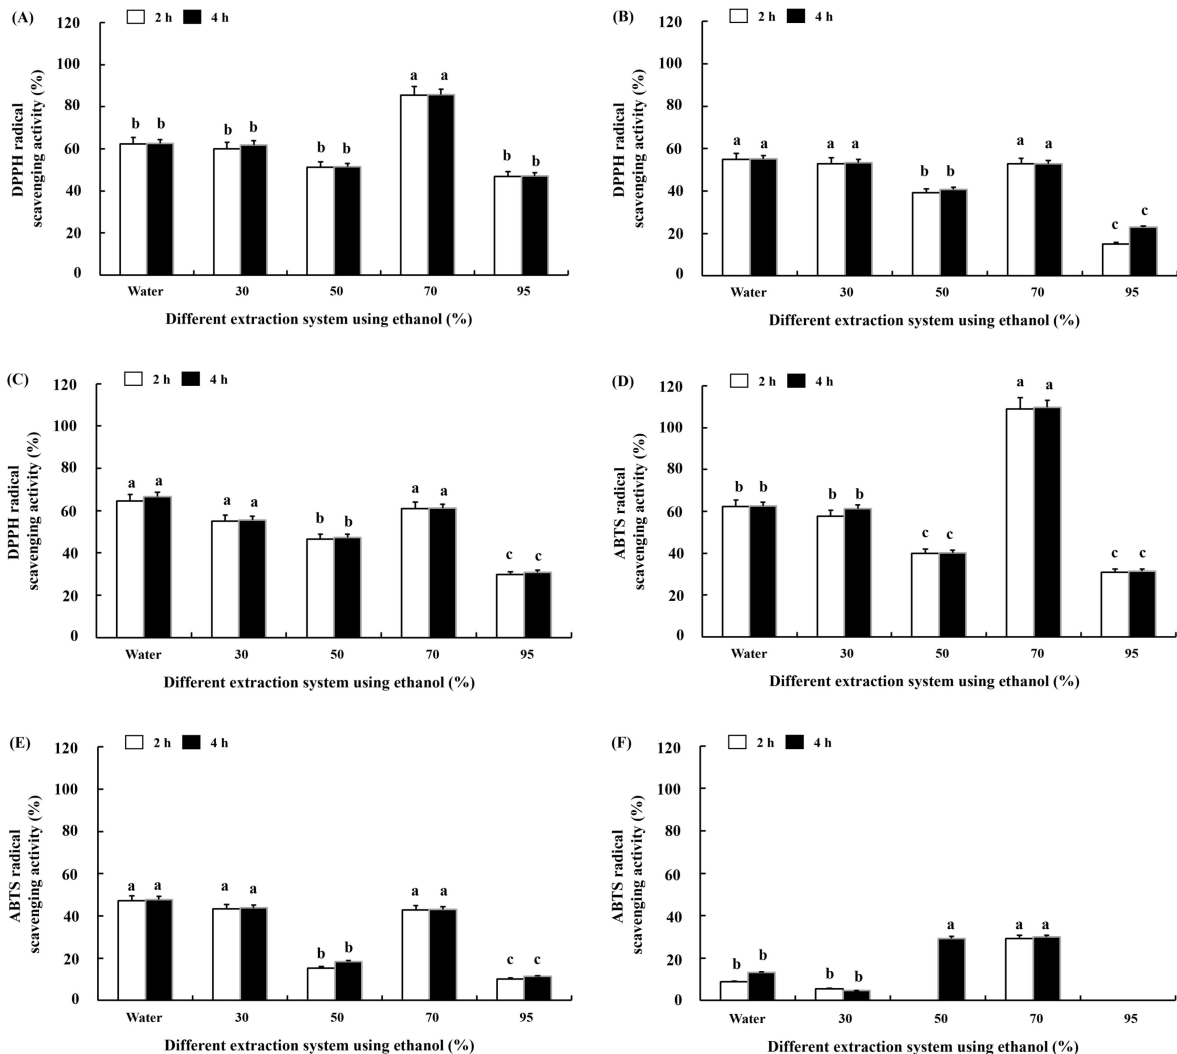 (A)
2 h 4 h
DPPH radical
scavenging activity (%)
120
100
80
60
40
20
0
b b
b b
b b
a a
b b
Water 30 50 70 95
Different extraction system using ethanol (%)
(B)
2 h 4 h
DPPH radical
scavenging activity (%)
120
100
80
60
40
20
0
a a
a a
b b
a a
c c
Water 30 50 70 95
Different extraction system using ethanol (%)
(C)
2 h 4 h
DPPH radical
scavenging activity (%)
120
100
80
60
40
20
0
a a
a a
b b
a a
c c
Water 30 50 70 95
Different extraction system using ethanol (%)
(D)
2 h 4 h
ABTS radical
scavenging activity (%)
120
100
80
60
40
20
0
b b
b b
c c
a a
c c
Water 30 50 70 95
Different extraction system using ethanol (%)
(E)
2 h 4 h
ABTS radical
scavenging activity (%)
120
100
80
60
40
20
0
a a
a a
b b
a a
c c
Water 30 50 70 95
Different extraction system using ethanol (%)
(F)
2 h 4 h
ABTS radical
scavenging activity (%)
120
100
80
60
40
20
0
b b
b b
a
a a
Water 30 50 70 95
Different extraction system using ethanol (%)